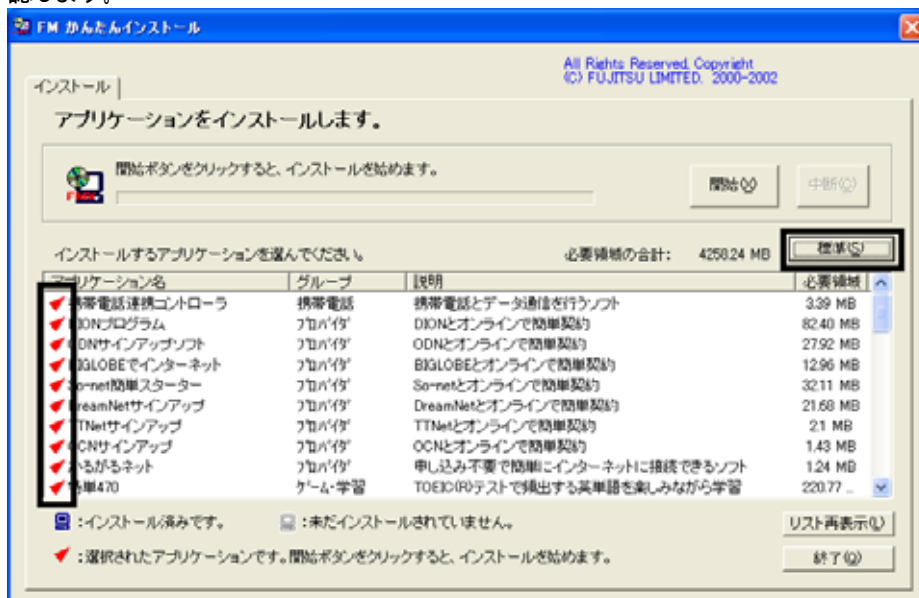 認します。
FM かんたんインストール
All Rights Reserved, Copyright
(C) FUJITSU LIMITED. 2000-2002
インストール
アプリケーションをインストールします。
開始ボタンをクリックすると、インストールを始めます。
開始(X) 中断(C)
インストールするアプリケーションを選んでください。 必要領域の合計: 4258.24 MB 標準(S)
アプリケーション名 グループ 説明 必要領域
携帯電話連携コントローラ 携帯電話 携帯電話とデータ通信を行うソフト 3.39 MB
DIONプログラム プロバイダ DIONとオンラインで簡単契約 82.40 MB
ODNサインアップソフト プロバイダ ODNとオンラインで簡単契約 27.92 MB
BIGLOBEでインターネット プロバイダ BIGLOBEとオンラインで簡単契約 12.96 MB
So-net簡単スターター プロバイダ So-netとオンラインで簡単契約 32.11 MB
DreamNetサインアップ プロバイダ DreamNetとオンラインで簡単契約 21.68 MB
TTNetサインアップ プロバイダ TTNetとオンラインで簡単契約 2.1 MB
OCNサインアップ プロバイダ OCNとオンラインで簡単契約 1.43 MB
かるがるネット プロバイダ 申し込み不要で簡単にインターネットに接続できるソフト 1.24 MB
単470 ゲーム・学習 TOEIC(R)テストで頻出する英単語を楽しみながら学習 220.77 ...
:インストール済みです。 :未だインストールされていません。 リスト再表示(L)
:選択されたアプリケーションです。開始ボタンをクリックすると、インストールを始めます。 終了(Q)